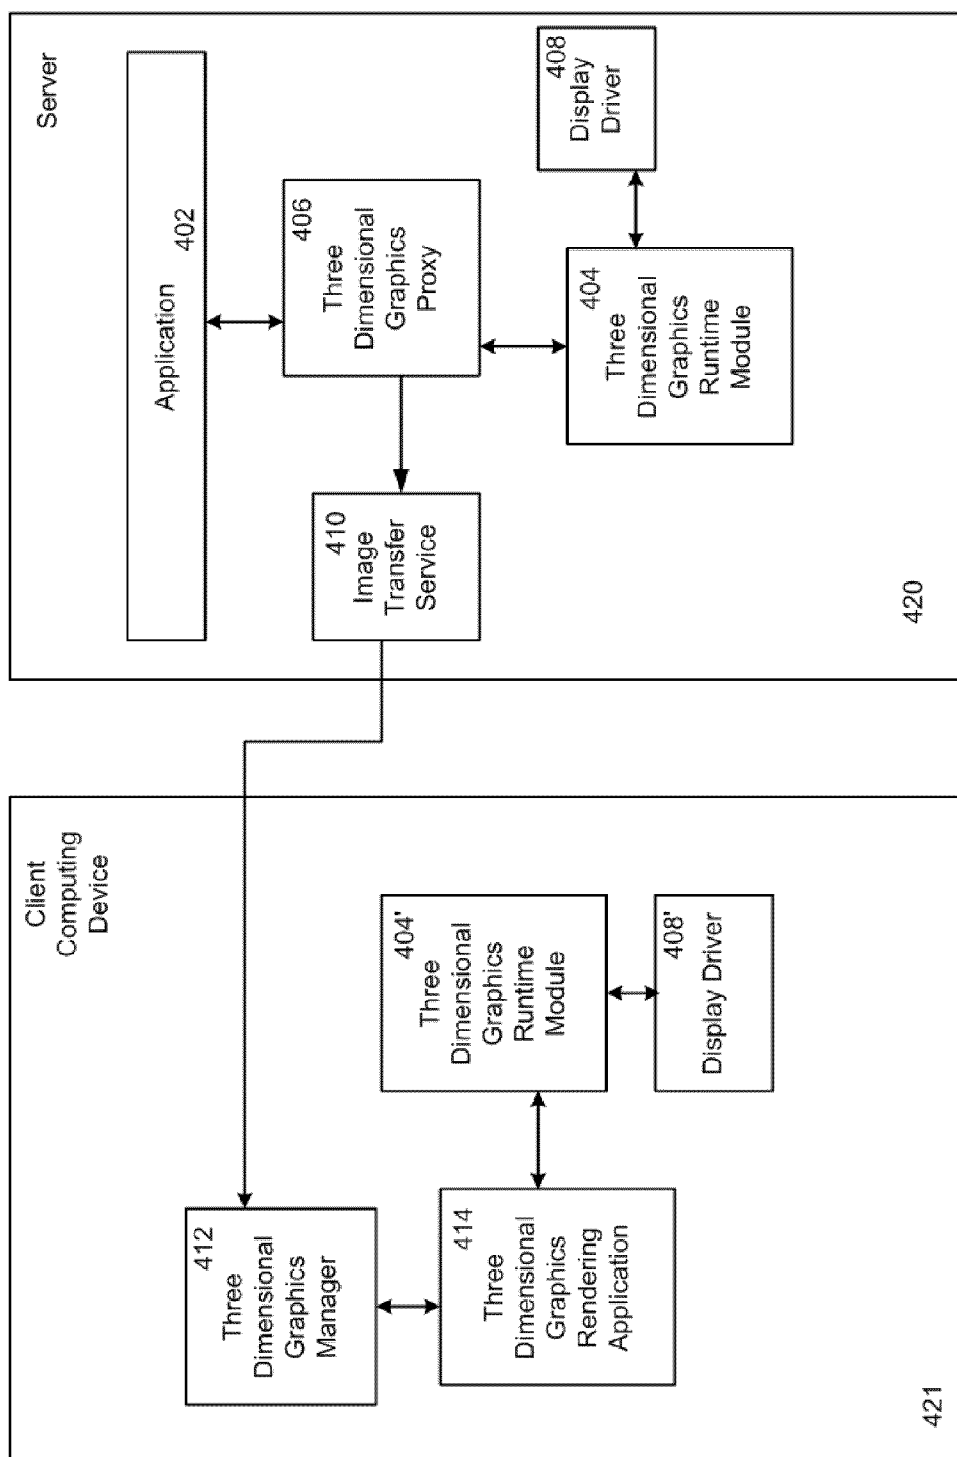 Client
Computing
Device
412
Three
Dimensional
Graphics
Manager
414
Three
Dimensional
Graphics
Rendering
Application
404'
Three
Dimensional
Graphics
Runtime
Module
408'
Display Driver
421
Server
Application
402
410
Image
Transfer
Service
406
Three
Dimensional
Graphics
Proxy
404
Three
Dimensional
Graphics
Runtime
Module
408
Display
Driver
420